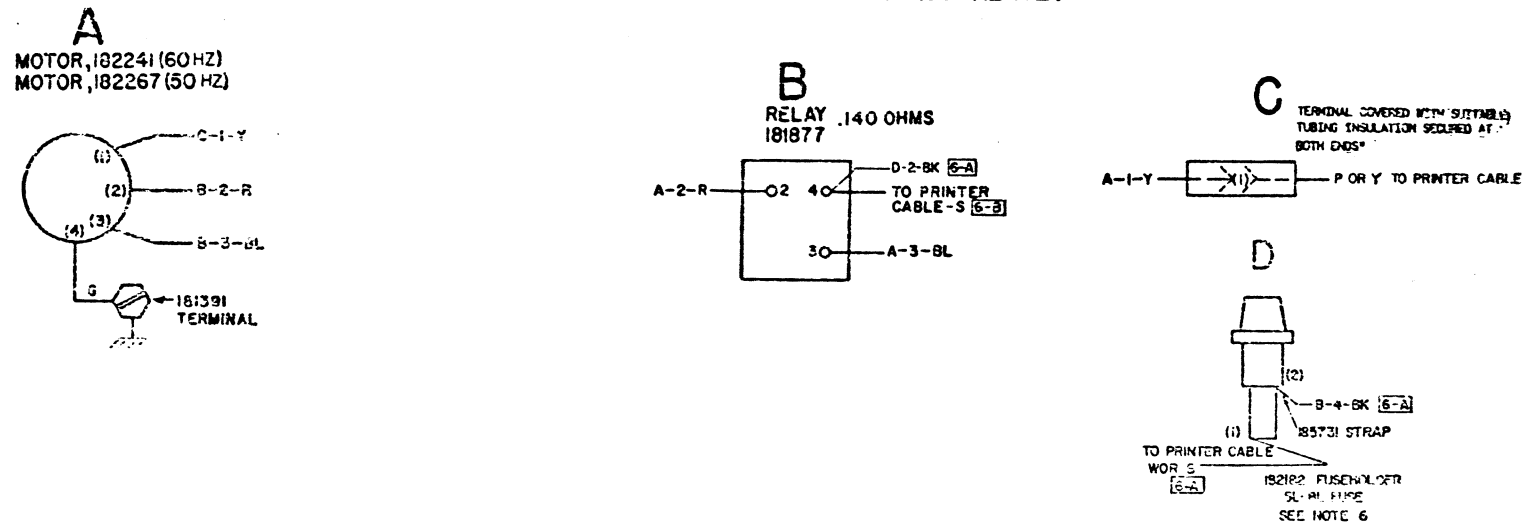 A
MOTOR,182241 (60 HZ)
MOTOR,182267 (50 HZ)
C-1-Y
(1)
(2)
B-2-R
(3)
(4)
B-3-BL
G
181391
TERMINAL
B
RELAY .140 OHMS
181877
A-2-R
2
4
D-2-BK 6-A
TO PRINTER
CABLE-S 6-B
3
A-3-BL
C
TERMINAL COVERED WITH SUITABLE
TUBING INSULATION SECURED AT
BOTH ENDS"
A-1-Y
(1)
P OR Y TO PRINTER CABLE
D
(2)
B-4-BK 6-A
185731 STRAP
(1)
TO PRINTER CABLE
W OR S
6-A
182182 FUSEHOLDER
FUSE
SEE NOTE 6